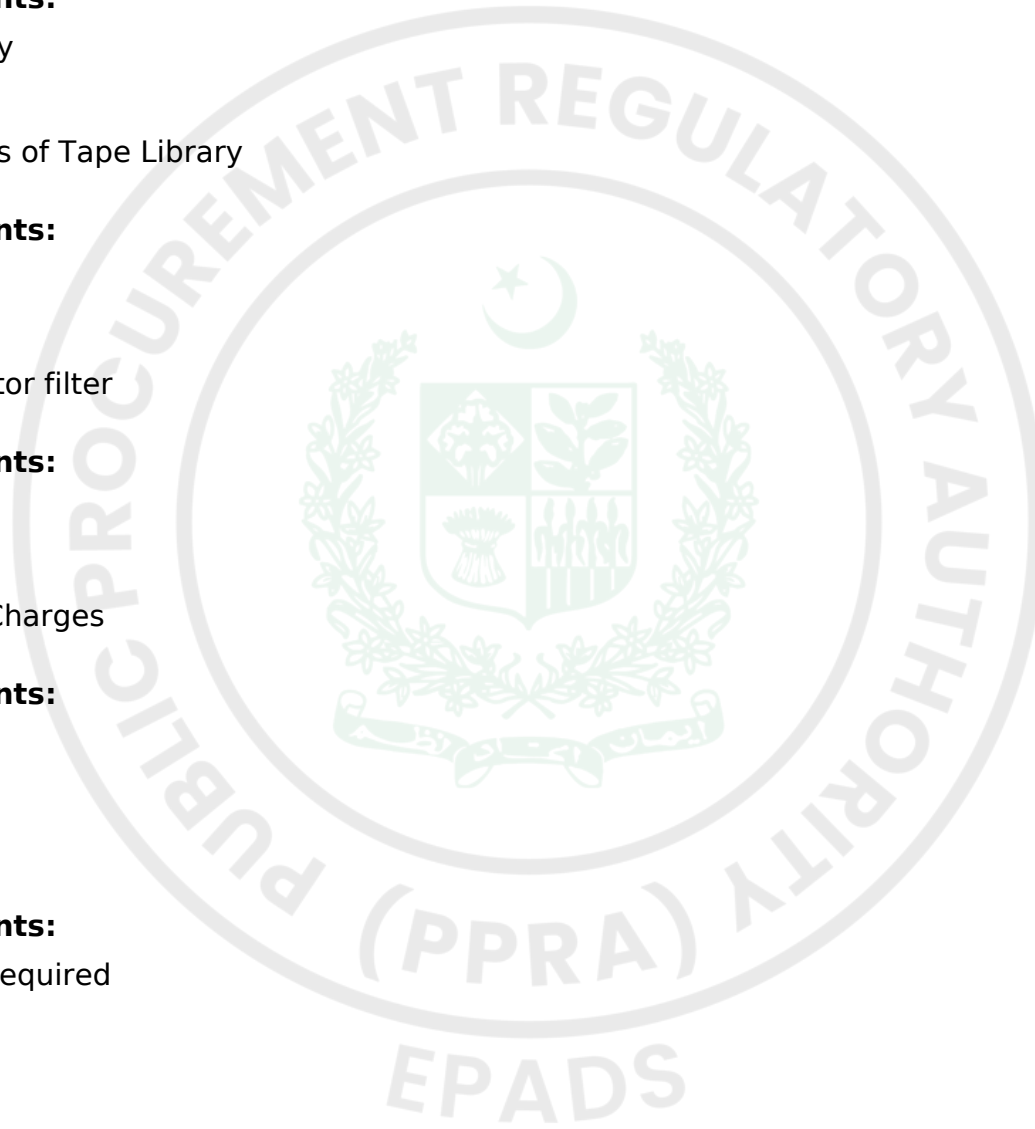 nts:
y
s of Tape Library
nts:
tor filter
nts:
Charges
nts:
nts:
equired
PUBLIC PROCUREMENT REGULATORY AUTHORITY
(PPRA)
EPADS